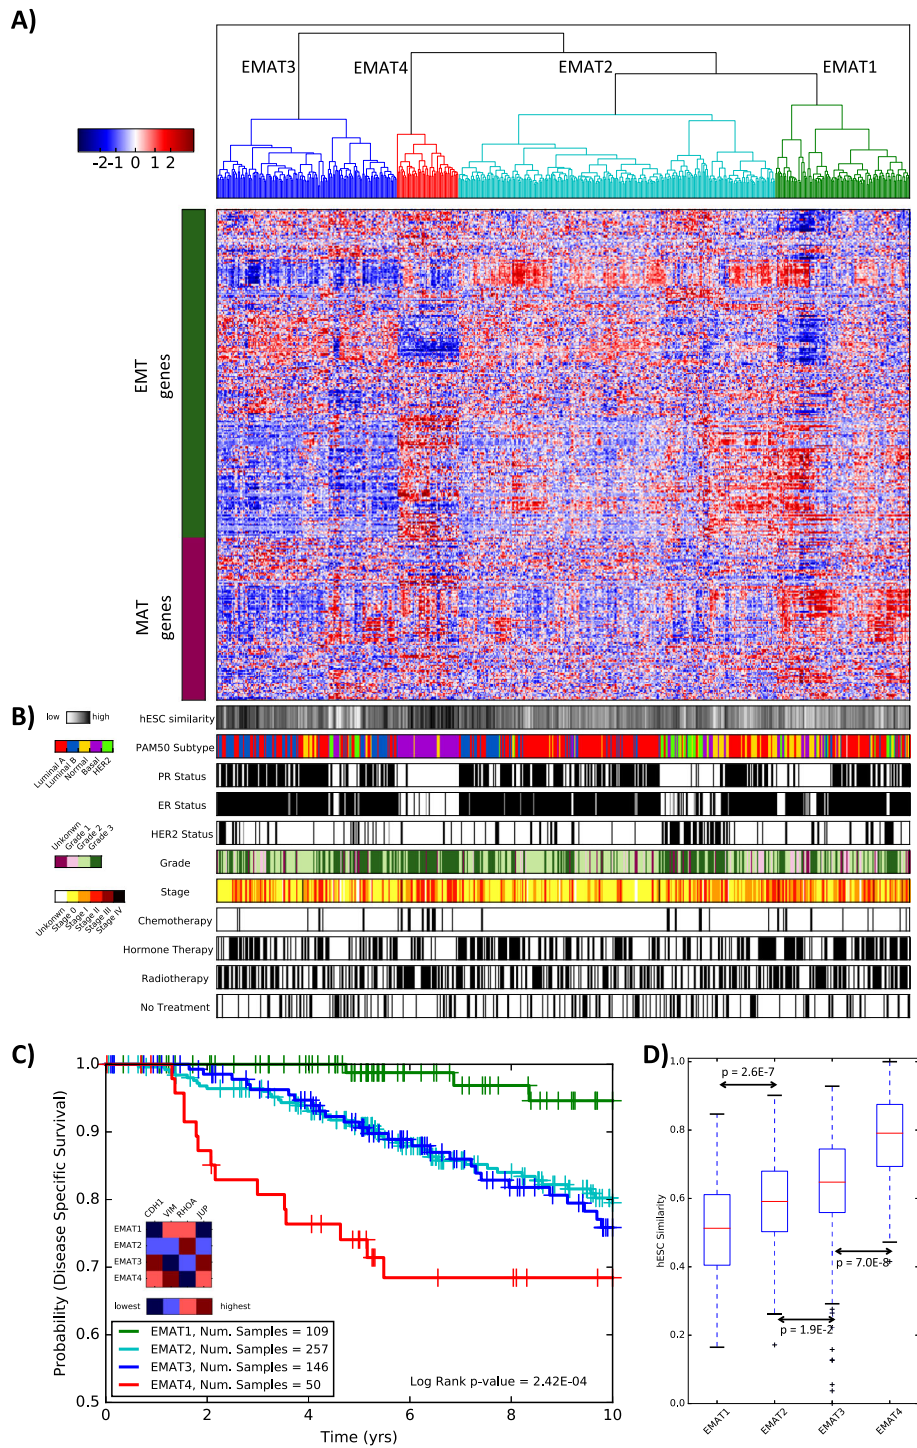 A)
EMAT3
EMAT4
EMAT2
EMAT1
-2 -1 0 1 2
EMT
genes
MAT
genes
B)
low high
hESC similarity
PAM50 Subtype
Luminal A
Luminal B
Normal
Basal
HER2
PR Status
ER Status
HER2 Status
Unkonwn
Grade 1
Grade 2
Grade 3
Grade
Stage
Unkonwn
Stage 0
Stage I
Stage II
Stage III
Stage IV
Chemotherapy
Hormone Therapy
Radiotherapy
No Treatment
C)
Probability (Disease Specific Survival)
1.0
0.9
0.8
0.7
0.6
0.5
CDH1
VIM
RHOA
JUP
EMAT1
EMAT2
EMAT3
EMAT4
lowest highest
EMAT1, Num. Samples = 109
EMAT2, Num. Samples = 257
EMAT3, Num. Samples = 146
EMAT4, Num. Samples = 50
Log Rank p-value = 2.42E-04
0 2 4 6 8 10
Time (yrs)
D)
hESC Similarity
1.0
0.8
0.6
0.4
0.2
0.0
p = 2.6E-7
p = 7.0E-8
p = 1.9E-2
EMAT1
EMAT2
EMAT3
EMAT4